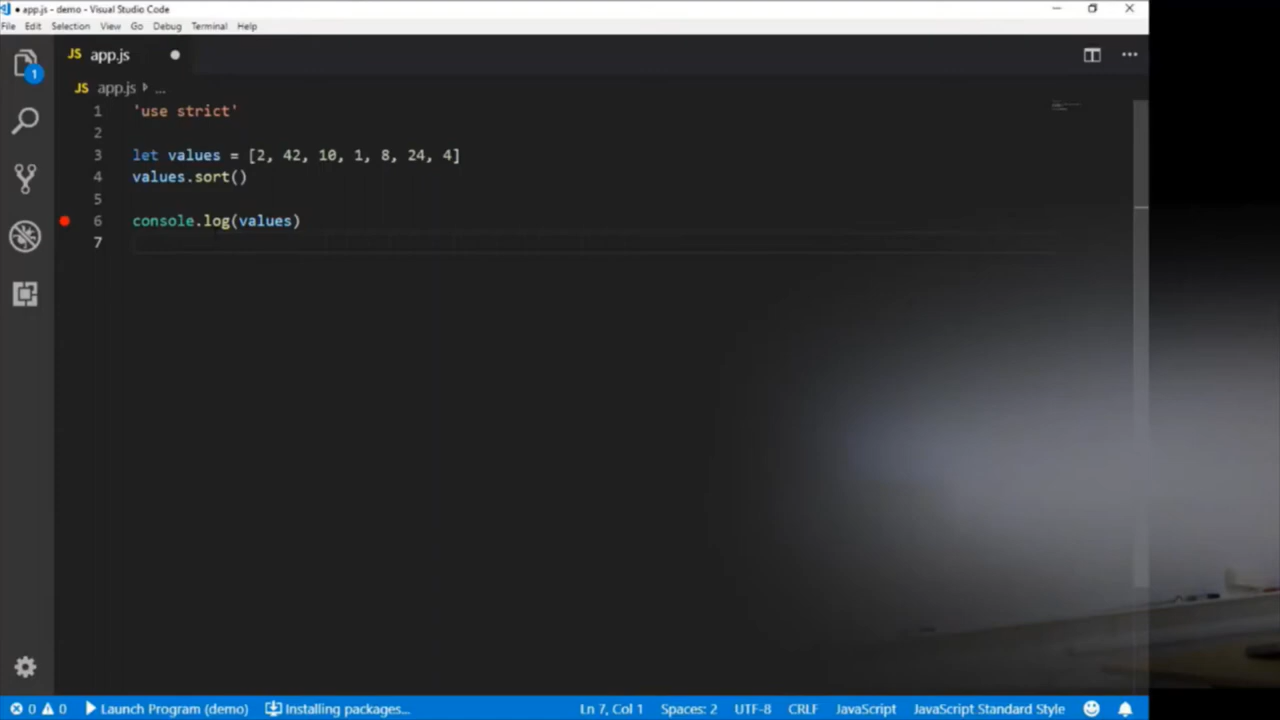 app.js - demo - Visual Studio Code
File Edit Selection View Go Debug Terminal Help
JS app.js
JS app.js ...
1 'use strict'
2
3 let values = [2, 42, 10, 1, 8, 24, 4]
4 values.sort()
5
6 console.log(values)
7
1
0 0 Launch Program (demo) Installing packages... Ln 7, Col 1 Spaces: 2 UTF-8 CRLF JavaScript JavaScript Standard Style